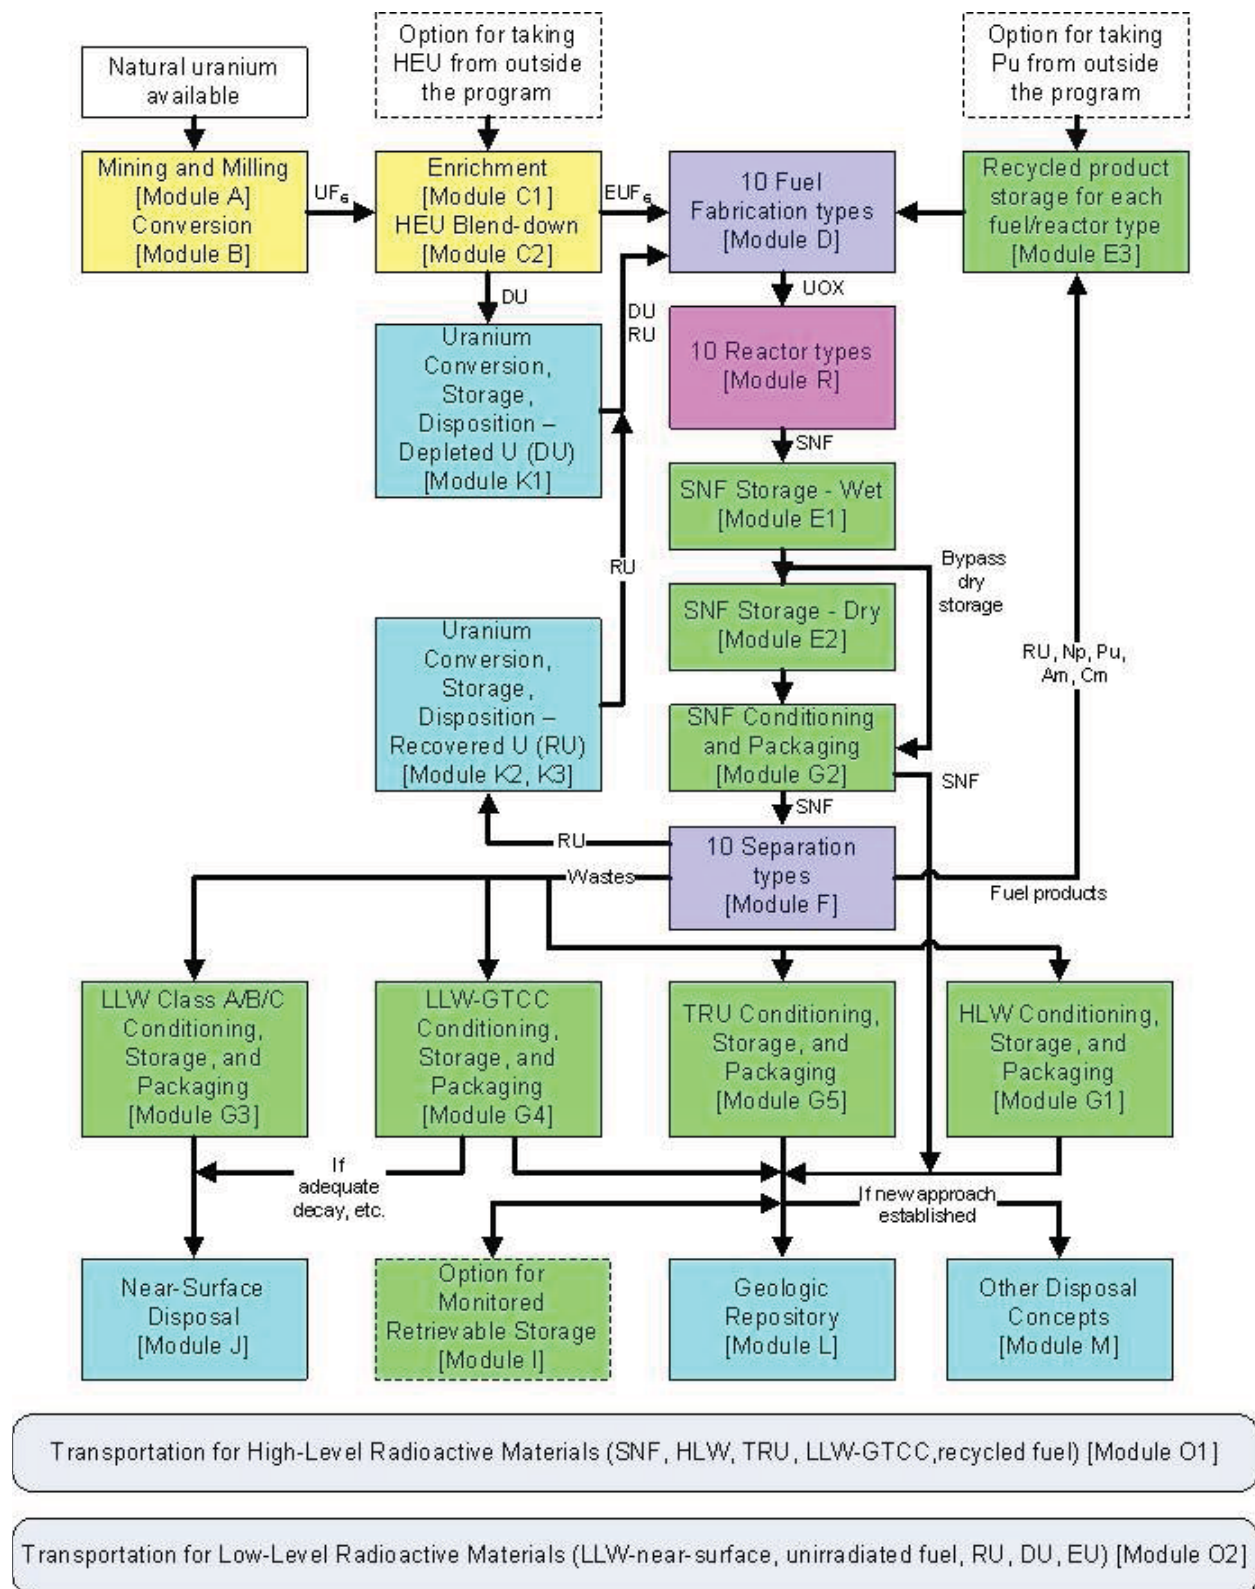 Natural uranium
available
Option for taking
HEU from outside
the program
Option for taking
Pu from outside
the program
Mining and Milling
[Module A]
Conversion
[Module B]
UF₆
Enrichment
[Module C1]
HEU Blend-down
[Module C2]
EUF₆
10 Fuel
Fabrication types
[Module D]
Recycled product
storage for each
fuel/reactor type
[Module E3]
DU
DU
RU
UOX
Uranium
Conversion,
Storage,
Disposition –
Depleted U (DU)
[Module K1]
10 Reactor types
[Module R]
SNF
SNF Storage - Wet
[Module E1]
Bypass
dry
storage
RU
SNF Storage - Dry
[Module E2]
RU, Np, Pu,
Am, Cm
Uranium
Conversion,
Storage,
Disposition –
Recovered U (RU)
[Module K2, K3]
SNF Conditioning
and Packaging
[Module G2]
SNF
SNF
RU
Wastes
10 Separation
types
[Module F]
Fuel products
LLW Class A/B/C
Conditioning,
Storage, and
Packaging
[Module G3]
LLW-GTCC
Conditioning,
Storage, and
Packaging
[Module G4]
TRU Conditioning,
Storage, and
Packaging
[Module G5]
HLW Conditioning,
Storage, and
Packaging
[Module G1]
If
adequate
decay, etc.
If new approach
established
Near-Surface
Disposal
[Module J]
Option for
Monitored
Retrievable Storage
[Module I]
Geologic
Repository
[Module L]
Other Disposal
Concepts
[Module M]
Transportation for High-Level Radioactive Materials (SNF, HLW, TRU, LLW-GTCC,recycled fuel) [Module O1]
Transportation for Low-Level Radioactive Materials (LLW-near-surface, unirradiated fuel, RU, DU, EU) [Module O2]